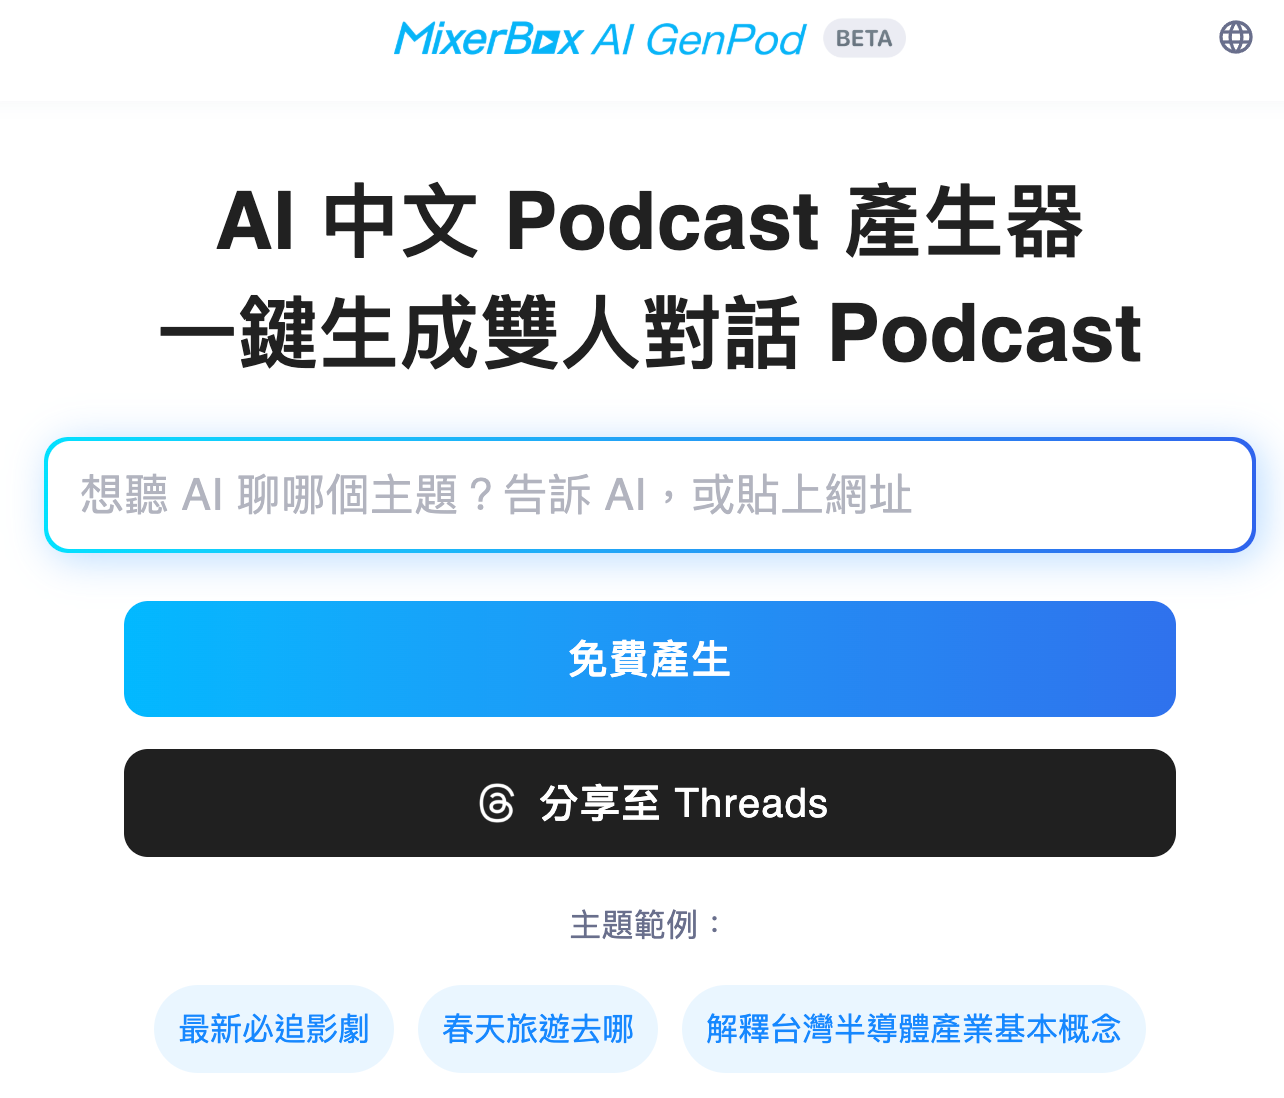 MixerBox AI GenPod BETA
AI 中文 Podcast 產生器
一鍵生成雙人對話 Podcast
想聽 AI 聊哪個主題？告訴 AI，或貼上網址
免費產生
分享至 Threads
主題範例：
最新必追影劇 春天旅遊去哪 解釋台灣半導體產業基本概念